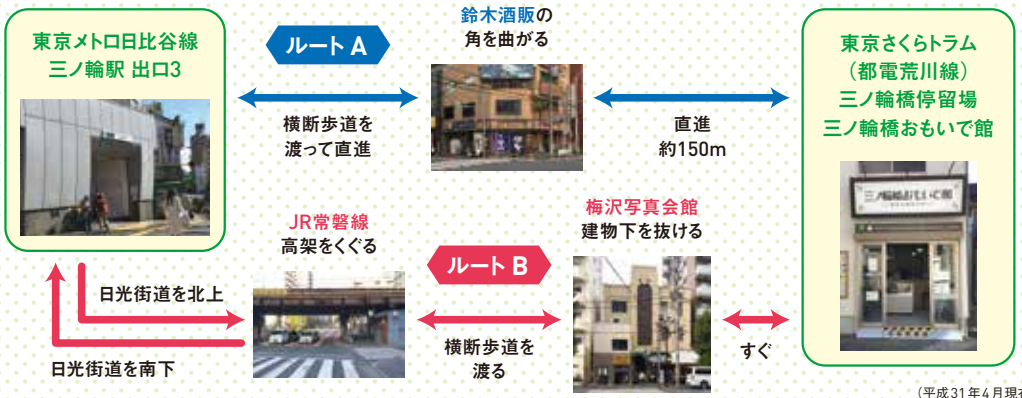 東京メトロ日比谷線
三ノ輪駅 出口3
ルート A
横断歩道を
渡って直進
鈴木酒販の
角を曲がる
直進
約150m
東京さくらトラム
（都電荒川線）
三ノ輪橋停留場
三ノ輪橋おもいで館
三ノ輪橋おもいで館
日光街道を北上
日光街道を南下
JR常磐線
高架をくぐる
ルート B
横断歩道を
渡る
梅沢写真会館
建物下を抜ける
すぐ
（平成31年4月現在